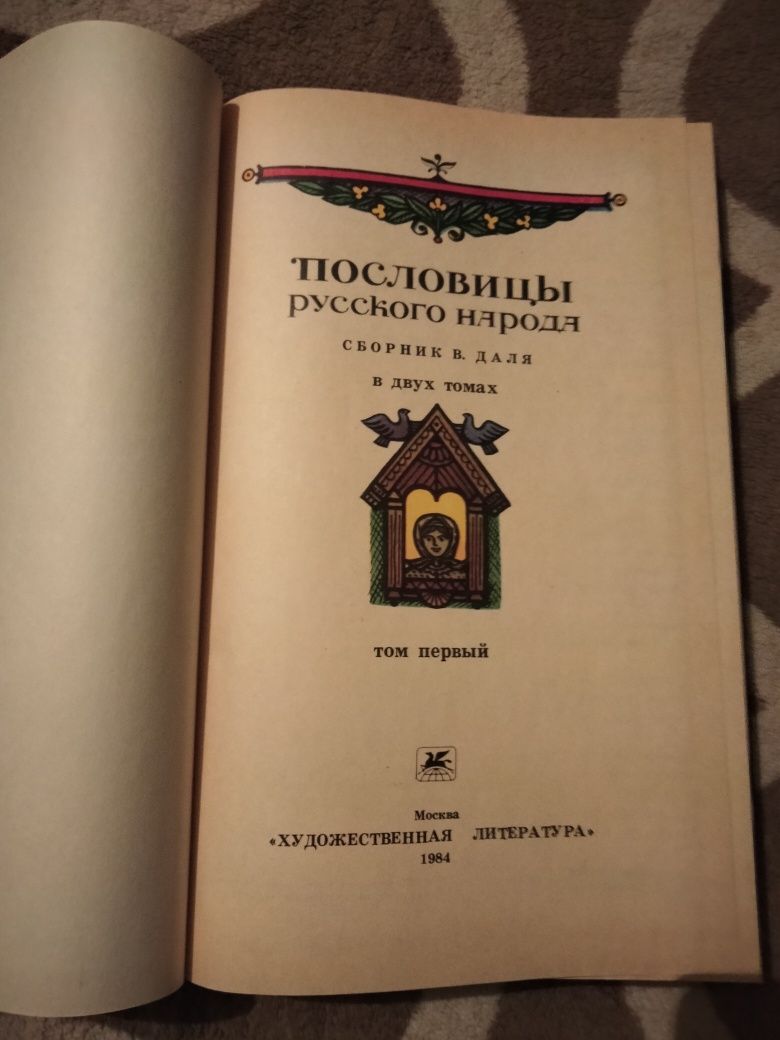 ПОСЛОВИЦЫ
русского народа
СБОРНИК В. ДАЛЯ
в двух томах
том первый
Москва
«ХУДОЖЕСТВЕННАЯ ЛИТЕРАТУРА»
1984